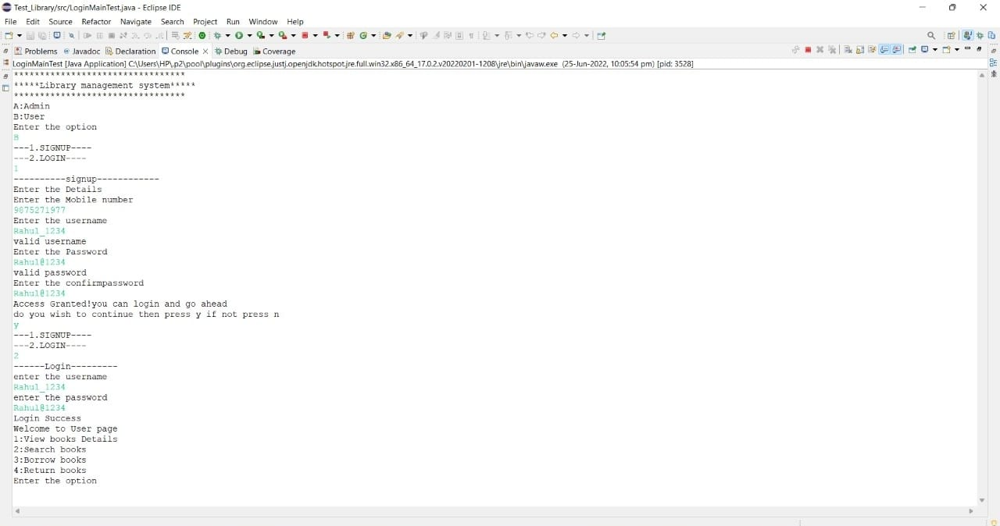 Test_Library/src/LoginMainTest.java - Eclipse IDE
File Edit Source Refactor Navigate Search Project Run Window Help
Problems Javadoc Declaration Console Debug Coverage
LoginMainTest [Java Application] C:\Users\HP\.p2\pool\plugins\org.eclipse.justj.openjdk.hotspot.jre.full.win32.x86_64_17.0.2.v20220201-1208\jre\bin\javaw.exe (25-Jun-2022, 10:05:54 pm) [pid: 3528]
*********************************
*****Library management system*****
*********************************
A:Admin
B:User
Enter the option
B
---1.SIGNUP----
---2.LOGIN----
1
----------signup------------
Enter the Details
Enter the Mobile number
9875271977
Enter the username
Rahul_1234
valid username
Enter the Password
Rahul@1234
valid password
Enter the confirmpassword
Rahul@1234
Access Granted!you can login and go ahead
do you wish to continue then press y if not press n
y
---1.SIGNUP----
---2.LOGIN----
2
------Login---------
enter the username
Rahul_1234
enter the password
Rahul@1234
Login Success
Welcome to User page
1:View books Details
2:Search books
3:Borrow books
4:Return books
Enter the option